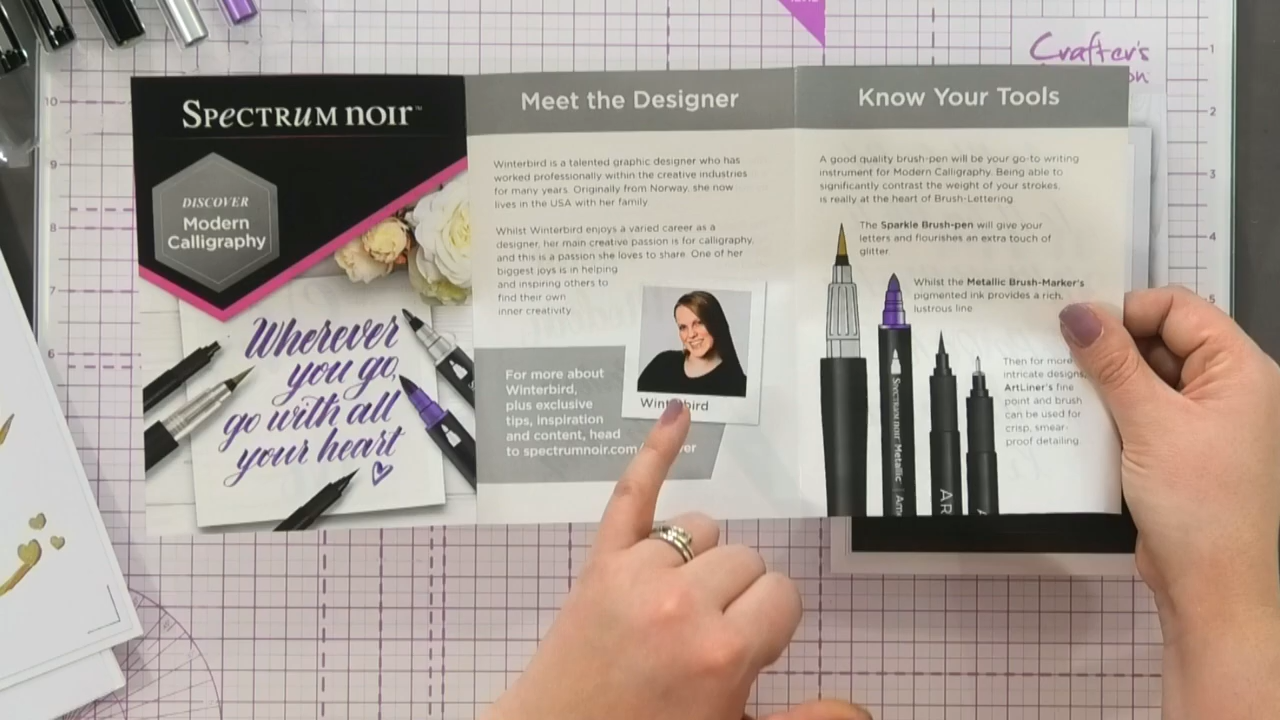 Crafter's
SPECTRUM NOIR™
DISCOVER
Modern
Calligraphy
Wherever
you go,
go with all
your heart
Meet the Designer
Winterbird is a talented graphic designer who has
worked professionally within the creative industries
for many years. Originally from Norway, she now
lives in the USA with her family.
Whilst Winterbird enjoys a varied career as a
designer, her main creative passion is for calligraphy,
and this is a passion she loves to share. One of her
biggest joys is in helping
and inspiring others to
find their own
inner creativity
Winterbird
For more about
Winterbird,
plus exclusive
tips, inspiration
and content, head
to spectrumnoir.com/
Know Your Tools
A good quality brush-pen will be your go-to writing
instrument for Modern Calligraphy. Being able to
significantly contrast the weight of your strokes,
is really at the heart of Brush-Lettering.
The Sparkle Brush-pen will give your
letters and flourishes an extra touch of
glitter.
Whilst the Metallic Brush-Marker's
pigmented ink provides a rich,
lustrous line
Then for more
intricate designs,
ArtLiner's fine
point and brush
can be used for
crisp, smear-
proof detailing.
SPECTRUM NOIR Metallic
AR
10
9
8
7
6
1
2
3
4
5